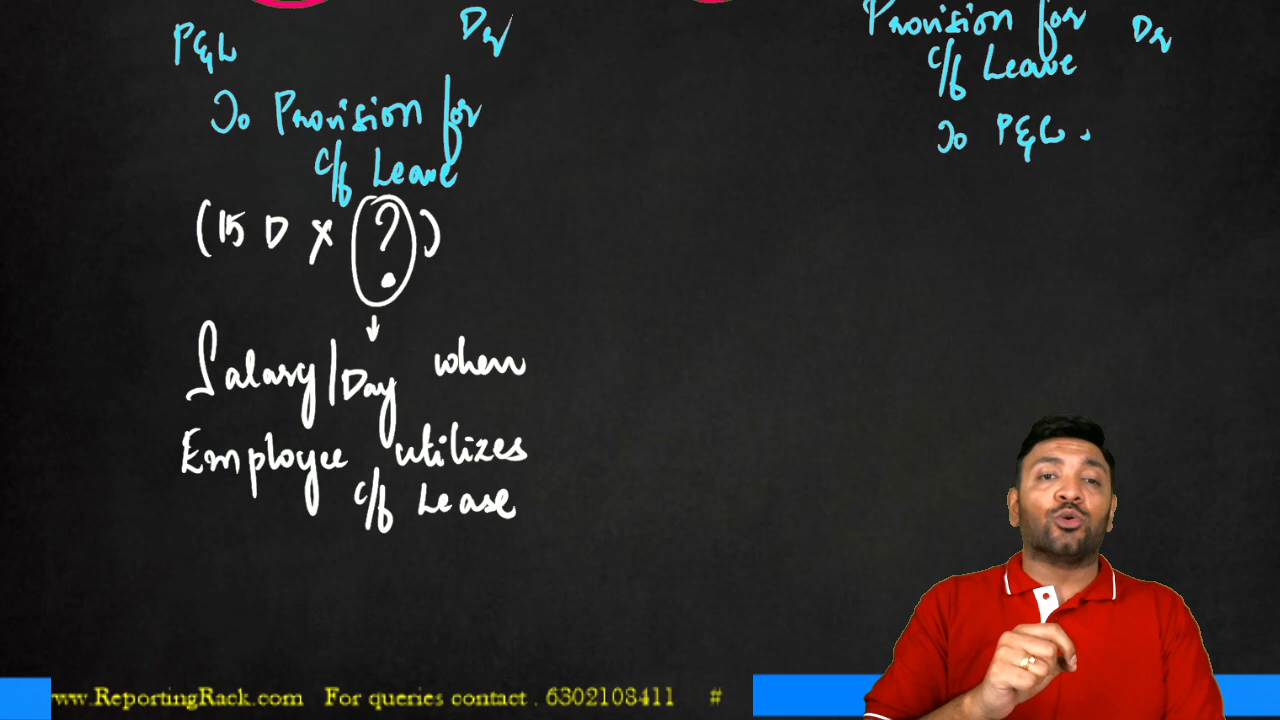 P&L Dr
To Provision for
c/f Leave
(15 D x ?)
Salary/Day when
Employee utilizes
c/f Lease
Provision for Dr
c/f Leave
To P&L.
www.ReportingRack.com For queries contact . 6302108411 #